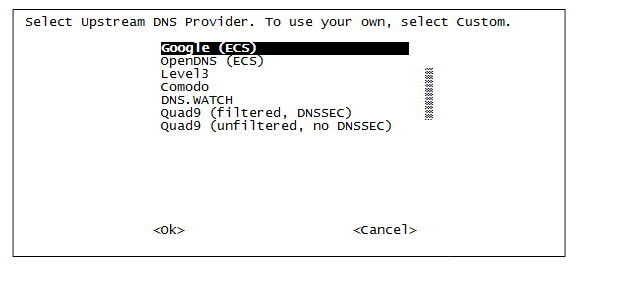 Select Upstream DNS Provider. To use your own, select Custom.
Google (ECS)
OpenDNS (ECS)
Level3
Comodo
DNS.WATCH
Quad9 (filtered, DNSSEC)
Quad9 (unfiltered, no DNSSEC)
<Ok> <Cancel>